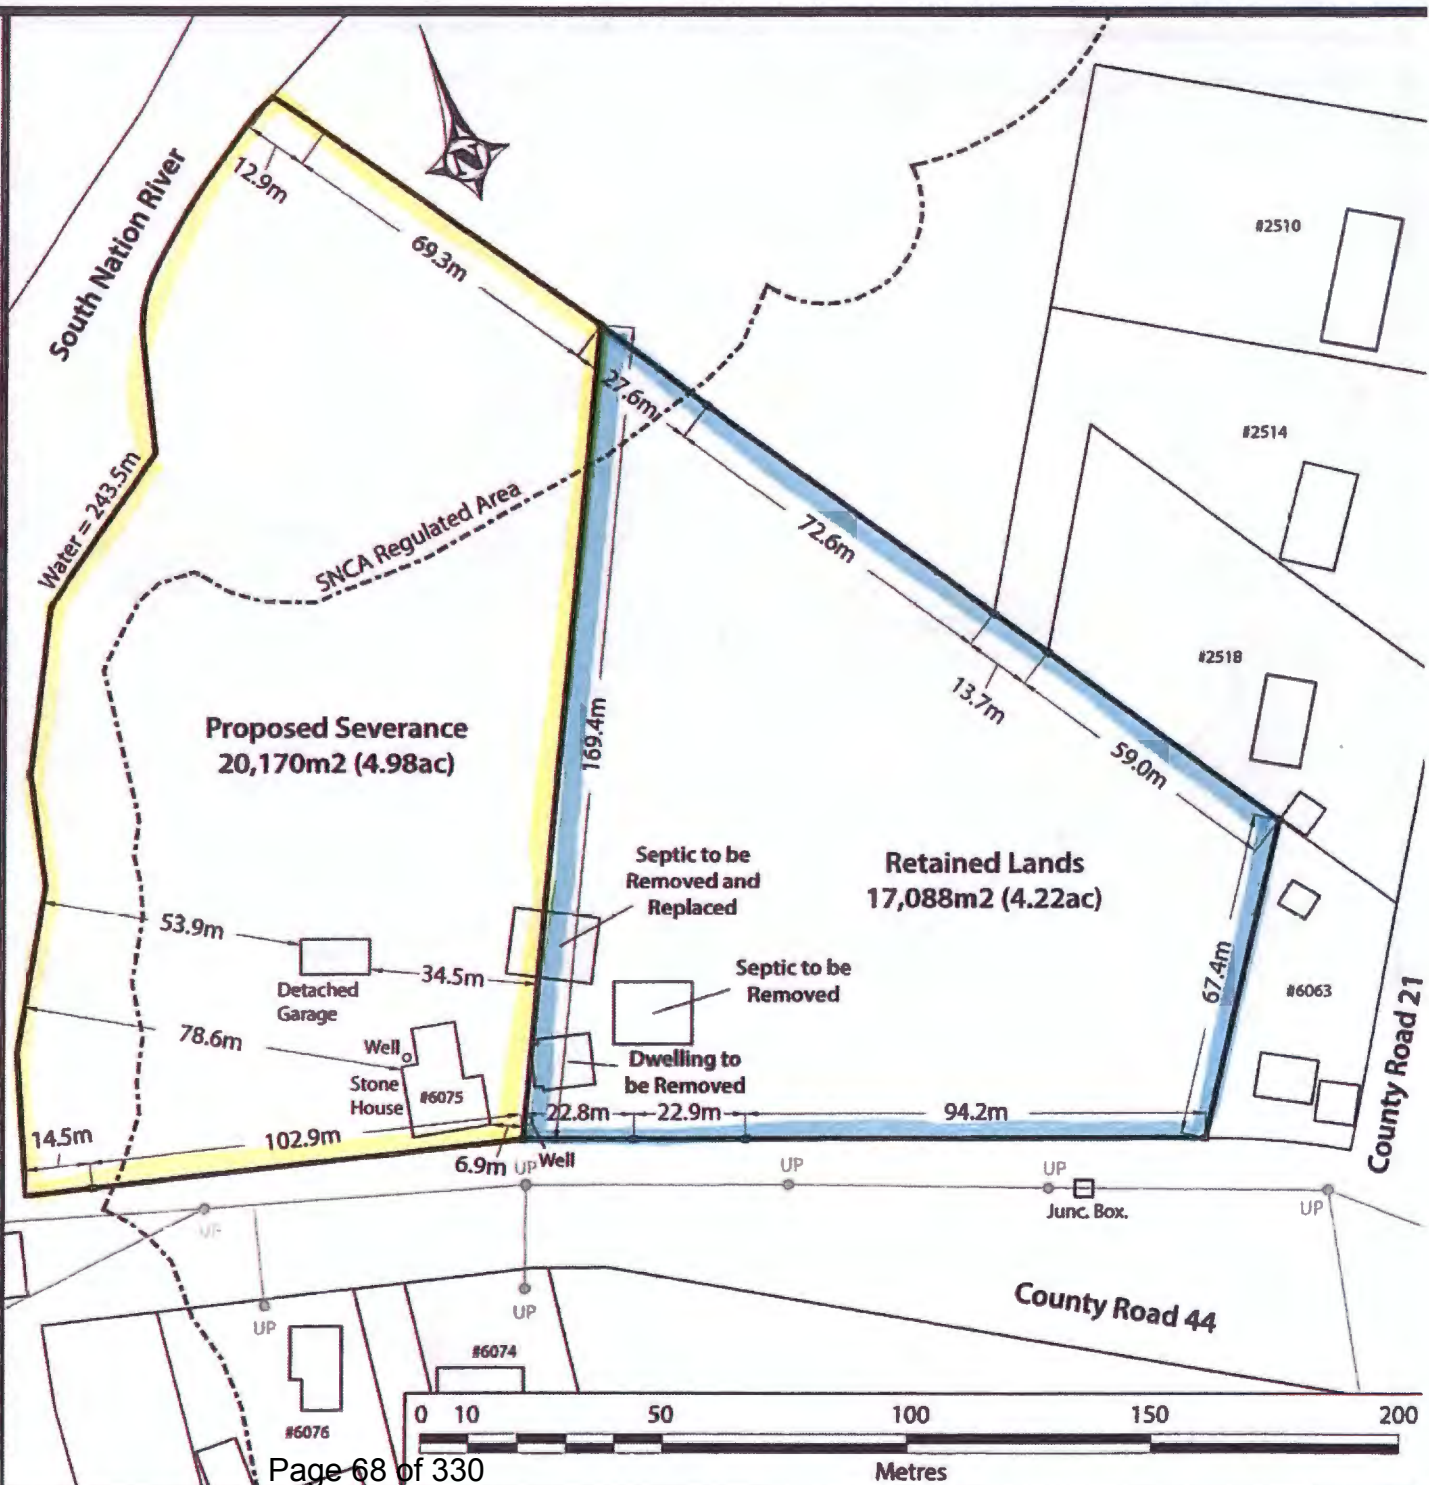 N
South Nation River
12.9m
69.3m
#2510
27.6m
#2514
72.6m
Water = 243.5m
SNCA Regulated Area
#2518
13.7m
59.0m
169.4m
Proposed Severance
20,170m2 (4.98ac)
Septic to be
Removed and
Replaced
Retained Lands
17,088m2 (4.22ac)
53.9m
34.5m
Detached
Garage
Septic to be
Removed
67.4m
#6063
County Road 21
78.6m
Well
Stone
House
#6075
Dwelling to
be Removed
22.8m
22.9m
94.2m
14.5m
102.9m
6.9m
UP
Well
UP
UP
Junc. Box.
UP
UP
UP
UP
County Road 44
#6074
#6076
0 10 50 100 150 200
Metres
Page 68 of 330